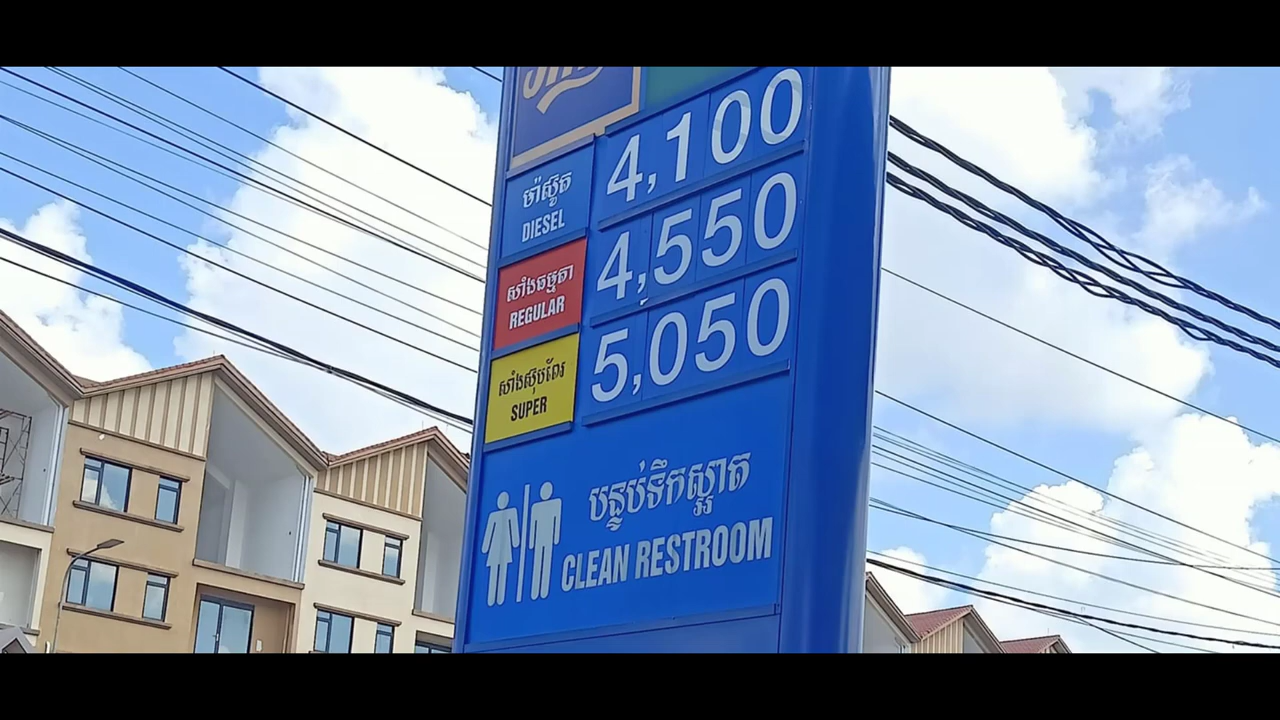 4,100
ម៉ាស៊ូត
DIESEL
4,550
សាំងធម្មតា
REGULAR
5,050
សាំងស៊ុបពែរ
SUPER
បន្ទប់ទឹកស្អាត
CLEAN RESTROOM